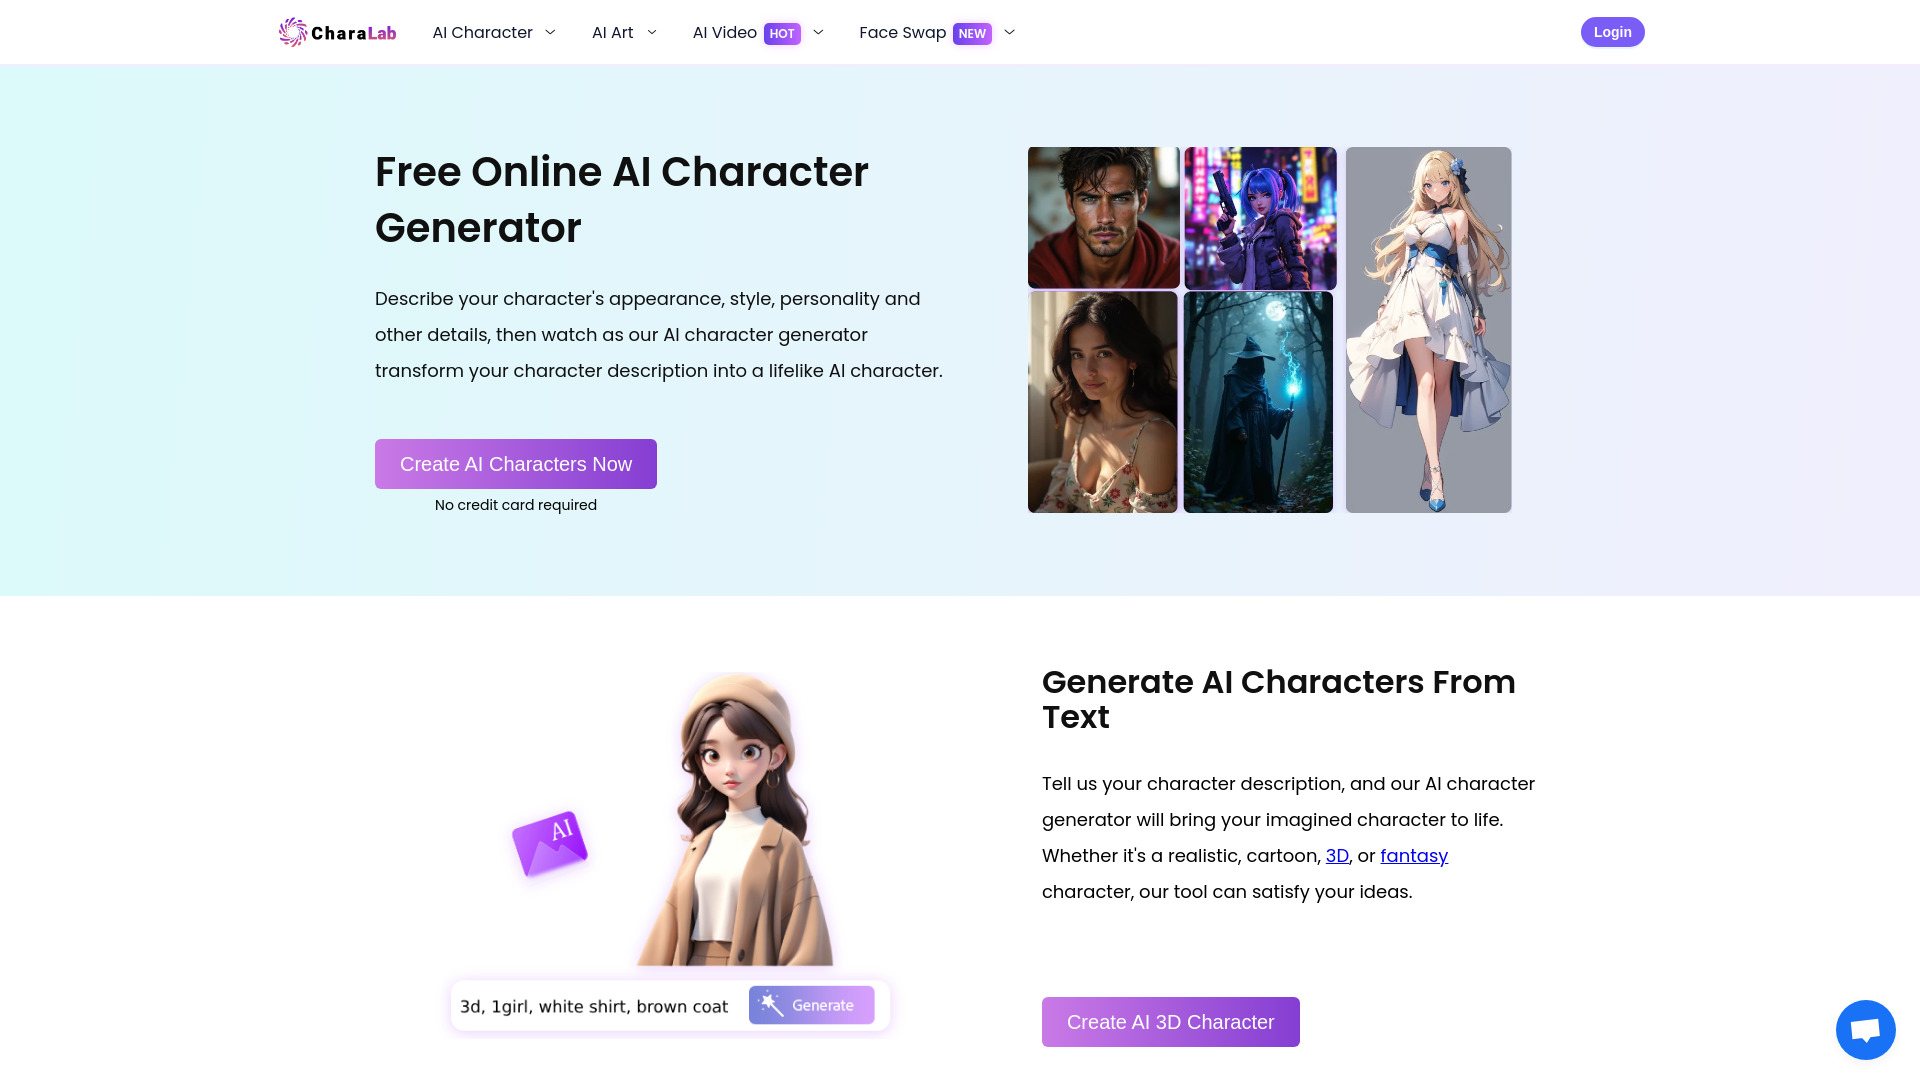 CharaLab
AI Character
AI Art
AI Video HOT
Face Swap NEW
Login
Free Online AI Character
Generator
Describe your character's appearance, style, personality and
other details, then watch as our AI character generator
transform your character description into a lifelike AI character.
Create AI Characters Now
No credit card required
Generate AI Characters From
Text
Tell us your character description, and our AI character
generator will bring your imagined character to life.
Whether it's a realistic, cartoon, 3D, or fantasy
character, our tool can satisfy your ideas.
Create AI 3D Character
AI
3d, 1girl, white shirt, brown coat
Generate